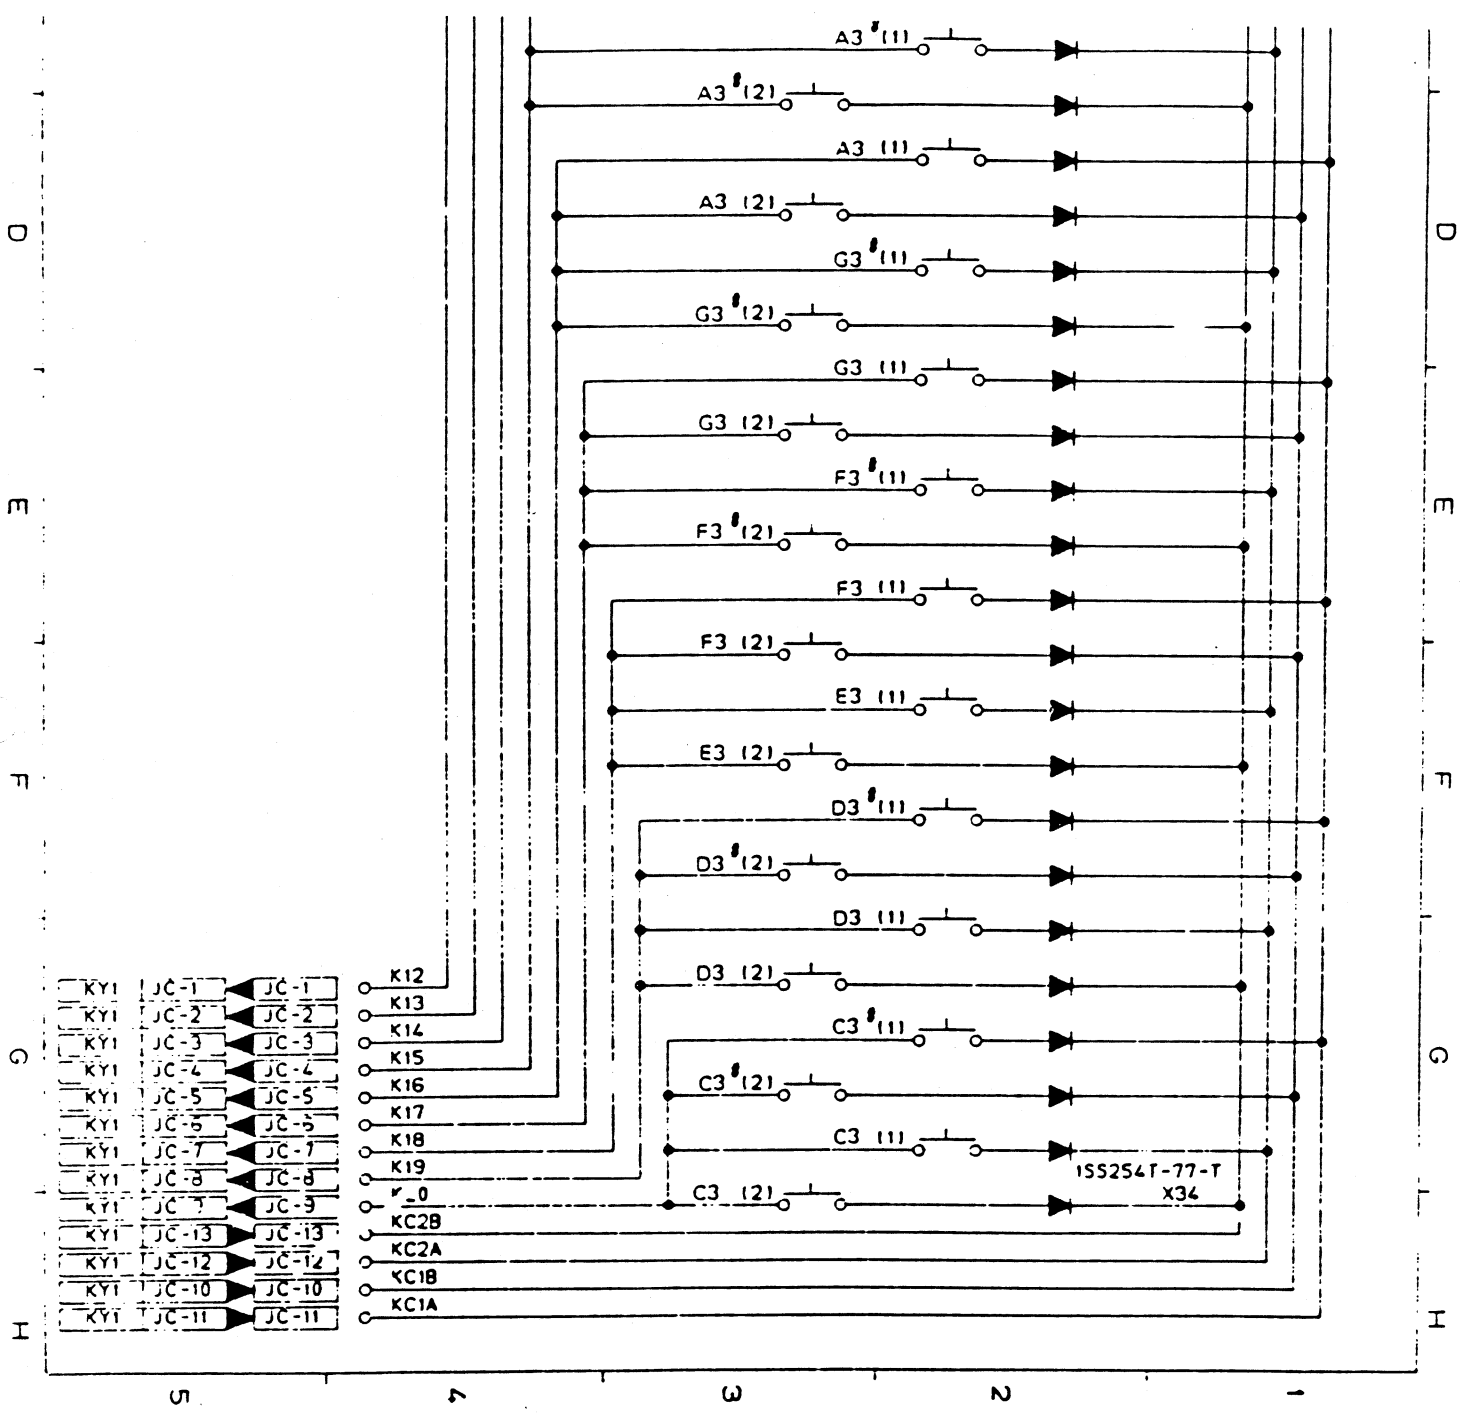 A3 # (1)
A3 # (2)
A3 (1)
A3 (2)
D
D
G3 # (1)
G3 # (2)
G3 (1)
G3 (2)
F3 # (1)
E
E
F3 # (2)
F3 (1)
F3 (2)
E3 (1)
E3 (2)
F
F
D3 # (1)
D3 # (2)
D3 (1)
D3 (2)
KY1 JC-1 JC-1 K12
KY1 JC-2 JC-2 K13
C3 # (1)
KY1 JC-3 JC-3 K14
G
G
KY1 JC-4 JC-4 K15
C3 # (2)
KY1 JC-5 JC-5 K16
KY1 JC-6 JC-6 K17
C3 (1)
KY1 JC-7 JC-7 K18
1SS254T-77-T
X34
KY1 JC-8 JC-8 K19
C3 (2)
KY1 JC-9
KY1 JC-13 JC-13 KC2B
KY1 JC-12 JC-12 KC2A
KY1 JC-10 JC-10 KC1B
KY1 JC-11 JC-11 KC1A
H
H
5 4 3 2 1